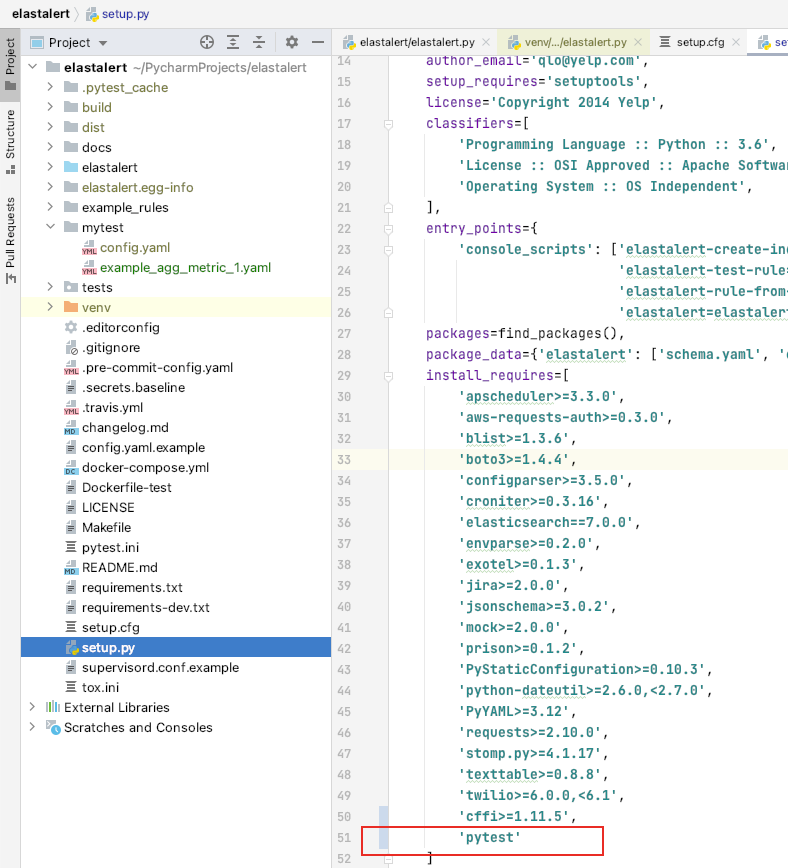 elastalert
setup.py
Project
elastalert/elastalert.py
venv/.../elastalert.py
setup.cfg
Project
Structure
Pull Requests
elastalert ~/PycharmProjects/elastalert
.pytest_cache
build
dist
docs
elastalert
elastalert.egg-info
example_rules
mytest
config.yaml
example_agg_metric_1.yaml
tests
venv
.editorconfig
.gitignore
.pre-commit-config.yaml
.secrets.baseline
.travis.yml
changelog.md
config.yaml.example
docker-compose.yml
Dockerfile-test
LICENSE
Makefile
pytest.ini
README.md
requirements.txt
requirements-dev.txt
setup.cfg
setup.py
supervisord.conf.example
tox.ini
External Libraries
Scratches and Consoles
14 author_email='qlo@yelp.com',
15 setup_requires='setuptools',
16 license='Copyright 2014 Yelp',
17 classifiers=[
18 'Programming Language :: Python :: 3.6',
19 'License :: OSI Approved :: Apache Software
20 'Operating System :: OS Independent',
21 ],
22 entry_points={
23 'console_scripts': ['elastalert-create-in
24 'elastalert-test-rule=
25 'elastalert-rule-from-
26 'elastalert=elastalert
27 packages=find_packages(),
28 package_data={'elastalert': ['schema.yaml', '
29 install_requires=[
30 'apscheduler>=3.3.0',
31 'aws-requests-auth>=0.3.0',
32 'blist>=1.3.6',
33 'boto3>=1.4.4',
34 'configparser>=3.5.0',
35 'croniter>=0.3.16',
36 'elasticsearch==7.0.0',
37 'envparse>=0.2.0',
38 'exotel>=0.1.3',
39 'jira>=2.0.0',
40 'jsonschema>=3.0.2',
41 'mock>=2.0.0',
42 'prison>=0.1.2',
43 'PyStaticConfiguration>=0.10.3',
44 'python-dateutil>=2.6.0,<2.7.0',
45 'PyYAML>=3.12',
46 'requests>=2.10.0',
47 'stomp.py>=4.1.17',
48 'texttable>=0.8.8',
49 'twilio>=6.0.0,<6.1',
50 'cffi>=1.11.5',
51 'pytest'
52 ]